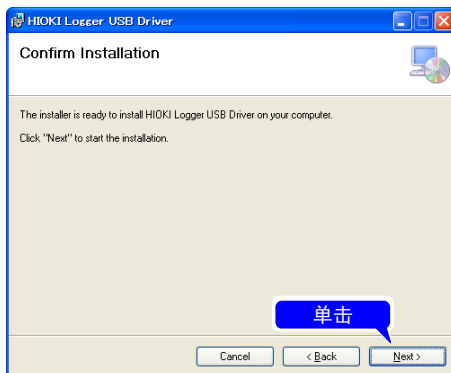 HIOKI Logger USB Driver
Confirm Installation
The installer is ready to install HIOKI Logger USB Driver on your computer.
Click "Next" to start the installation.
单击
Cancel
< Back
Next >